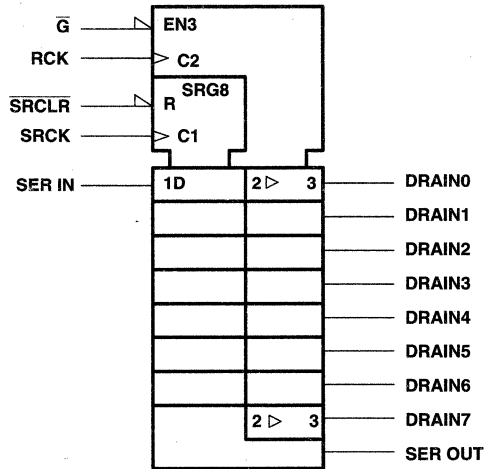 G̅ EN3
RCK C2
SRG8
S̅R̅C̅L̅R̅ R
SRCK C1
SER IN 1D 2 3 DRAIN0
DRAIN1
DRAIN2
DRAIN3
DRAIN4
DRAIN5
DRAIN6
2 3 DRAIN7
SER OUT